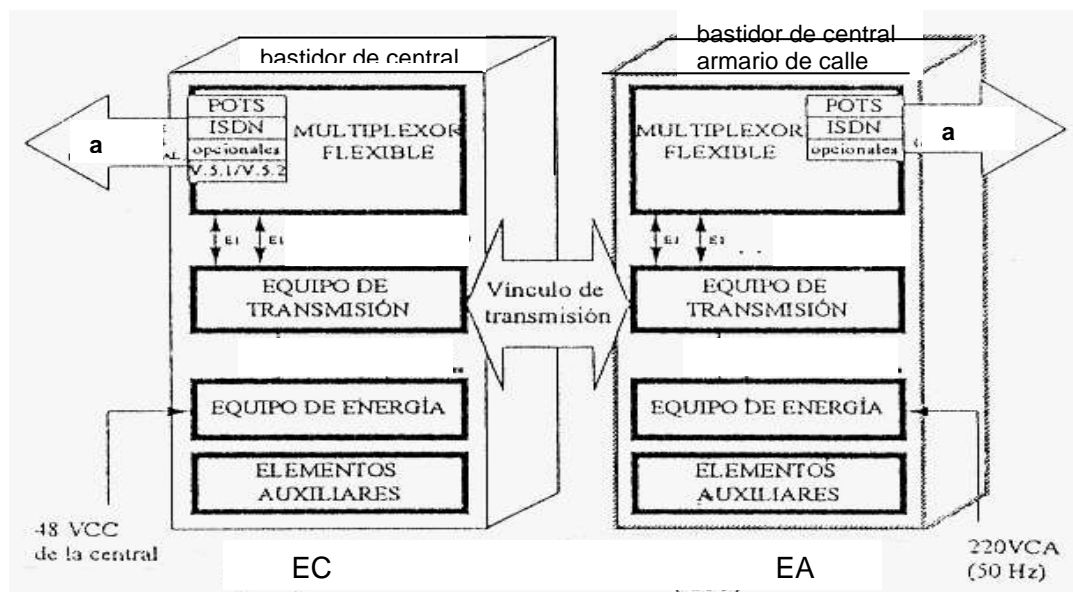 bastidor de central
bastidor de central
armario de calle
POTS
ISDN
opcionales
V.5.1/V.5.2
MULTIPLEXOR
FLEXIBLE
a
E1
E1
EQUIPO DE
TRANSMISIÓN
EQUIPO DE ENERGÍA
ELEMENTOS
AUXILIARES
48 VCC
de la central
EC
Vínculo de
transmisión
MULTIPLEXOR
FLEXIBLE
POTS
ISDN
opcionales
a
E1
E1
EQUIPO DE
TRANSMISIÓN
EQUIPO DE ENERGÍA
ELEMENTOS
AUXILIARES
220VCA
(50 Hz)
EA